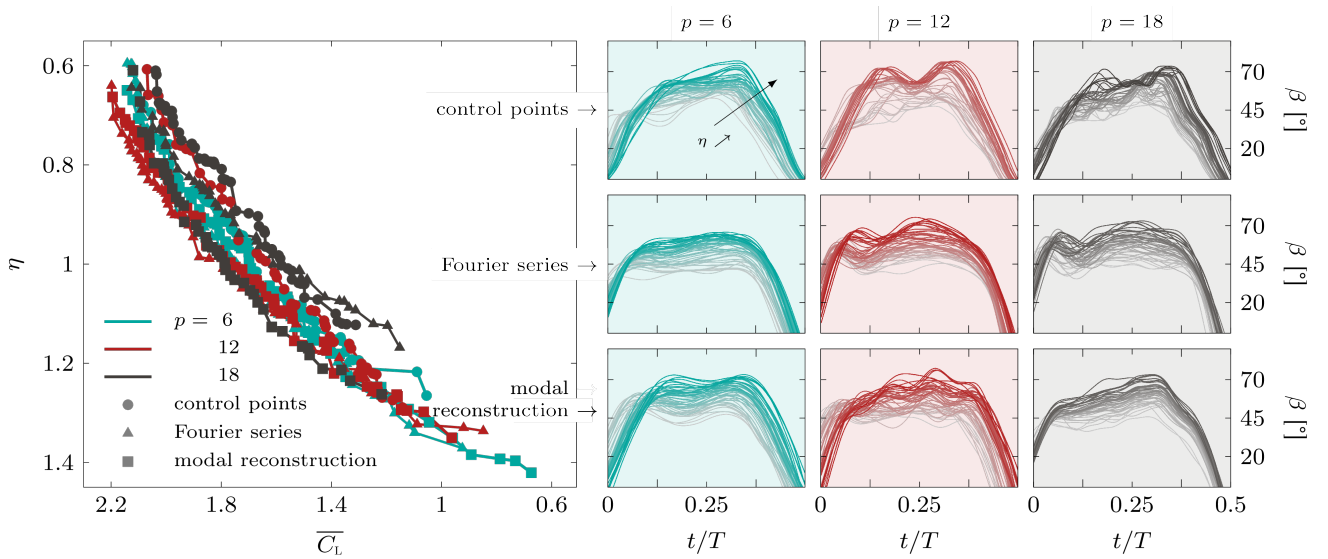 p = 6
p = 12
p = 18
0.6
0.8
1
1.2
1.4
η
2.2
1.8
1.4
1
0.6
C_L
p = 6
12
18
control points
Fourier series
modal reconstruction
control points →
Fourier series →
modal →
reconstruction →
η
70
45
20
β [°]
70
45
20
β [°]
70
45
20
β [°]
0
0.25
0
0.25
0
0.25
0.5
t/T
t/T
t/T